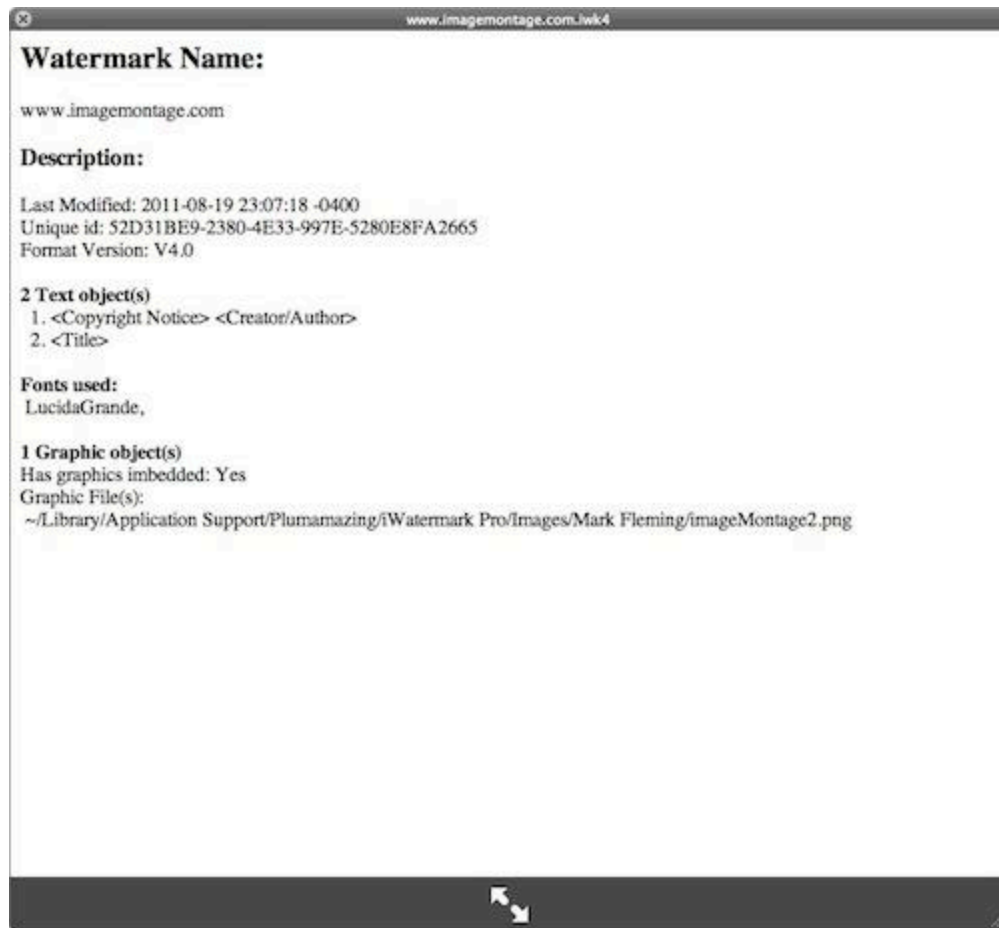 www.imagemontage.com.iwk4
Watermark Name:
www.imagemontage.com
Description:
Last Modified: 2011-08-19 23:07:18 -0400
Unique id: 52D31BE9-2380-4E33-997E-5280E8FA2665
Format Version: V4.0
2 Text object(s)
1. <Copyright Notice> <Creator/Author>
2. <Title>
Fonts used:
LucidaGrande,
1 Graphic object(s)
Has graphics imbedded: Yes
Graphic File(s):
~/Library/Application Support/Plumamazing/iWatermark Pro/Images/Mark Fleming/imageMontage2.png